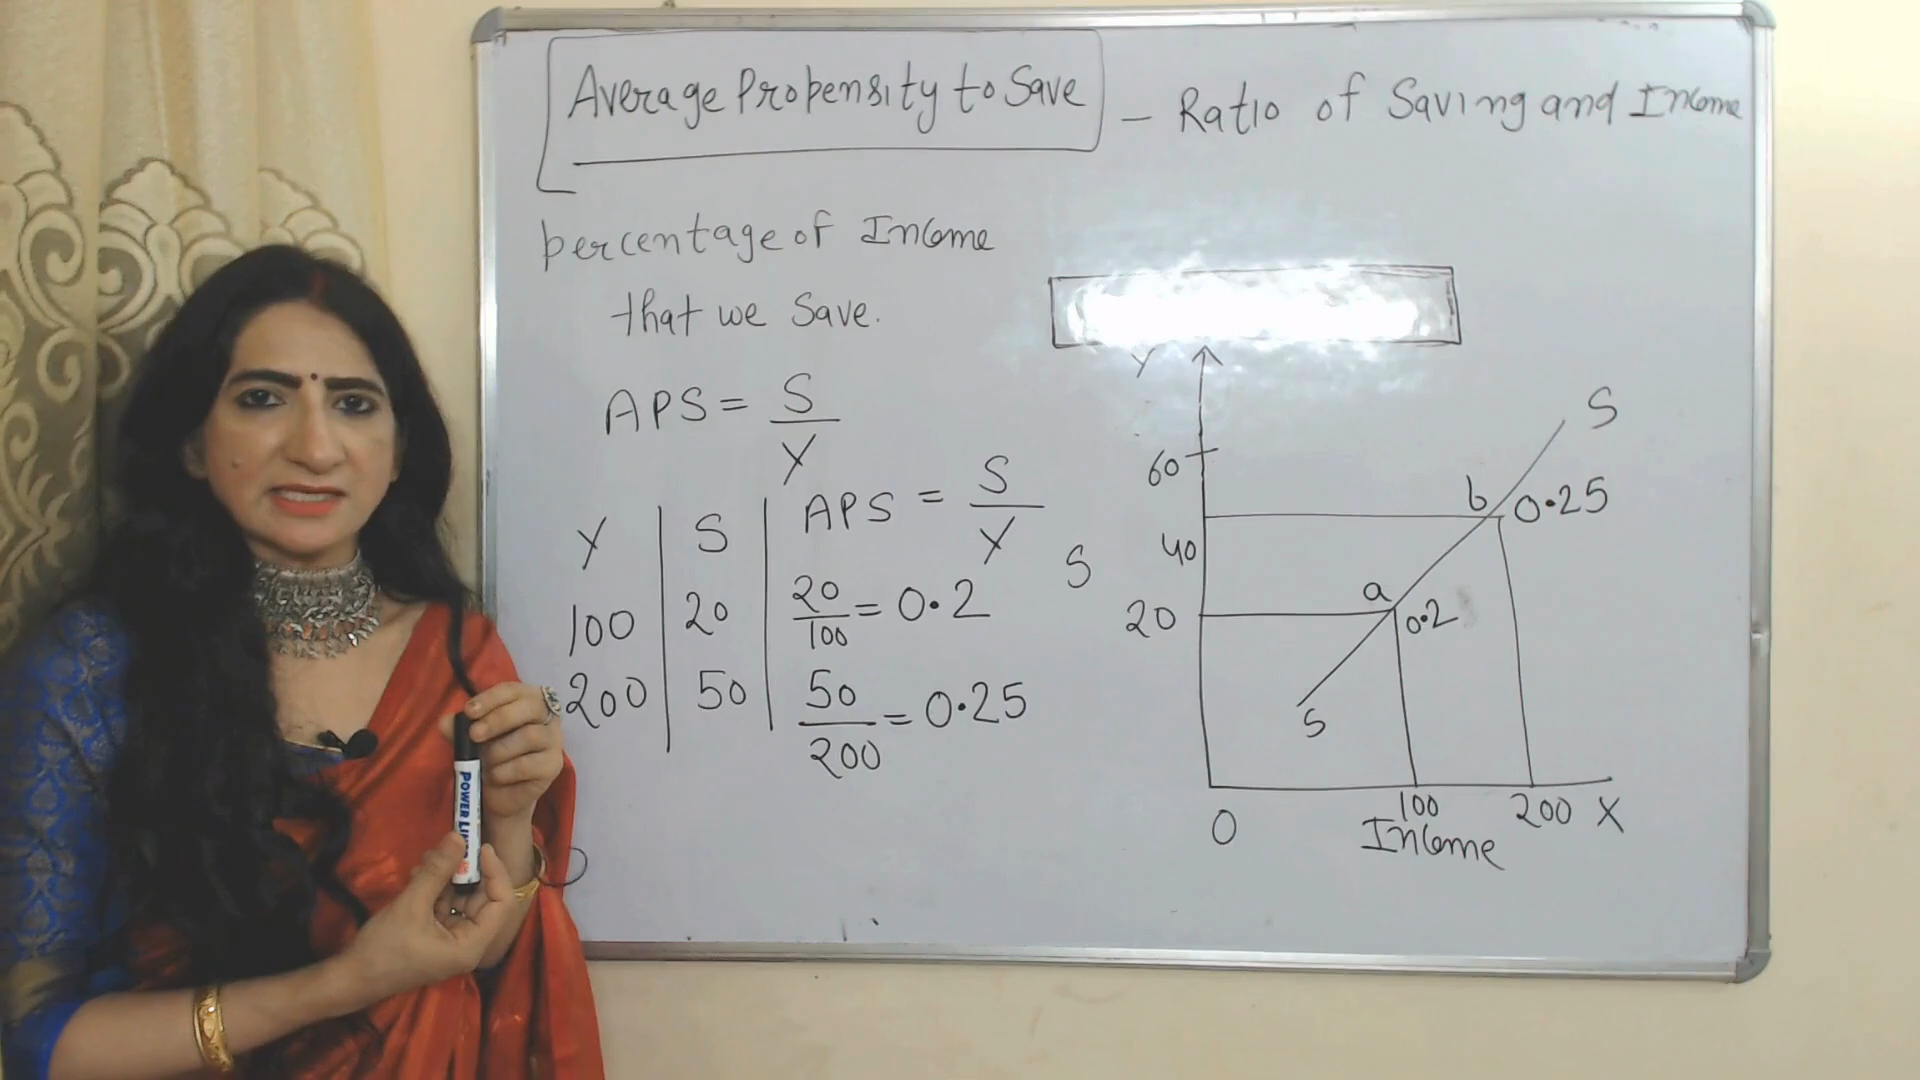 Average Propensity to Save – Ratio of Saving and Income
percentage of Income
that we Save.
APS = S/Y
Y | S | APS = S/Y
100 | 20 | 20/100 = 0.2
200 | 50 | 50/200 = 0.25
Y
S
60
b 0.25
40
S
a
20
0.2
S
0
100
200
X
Income
POWER